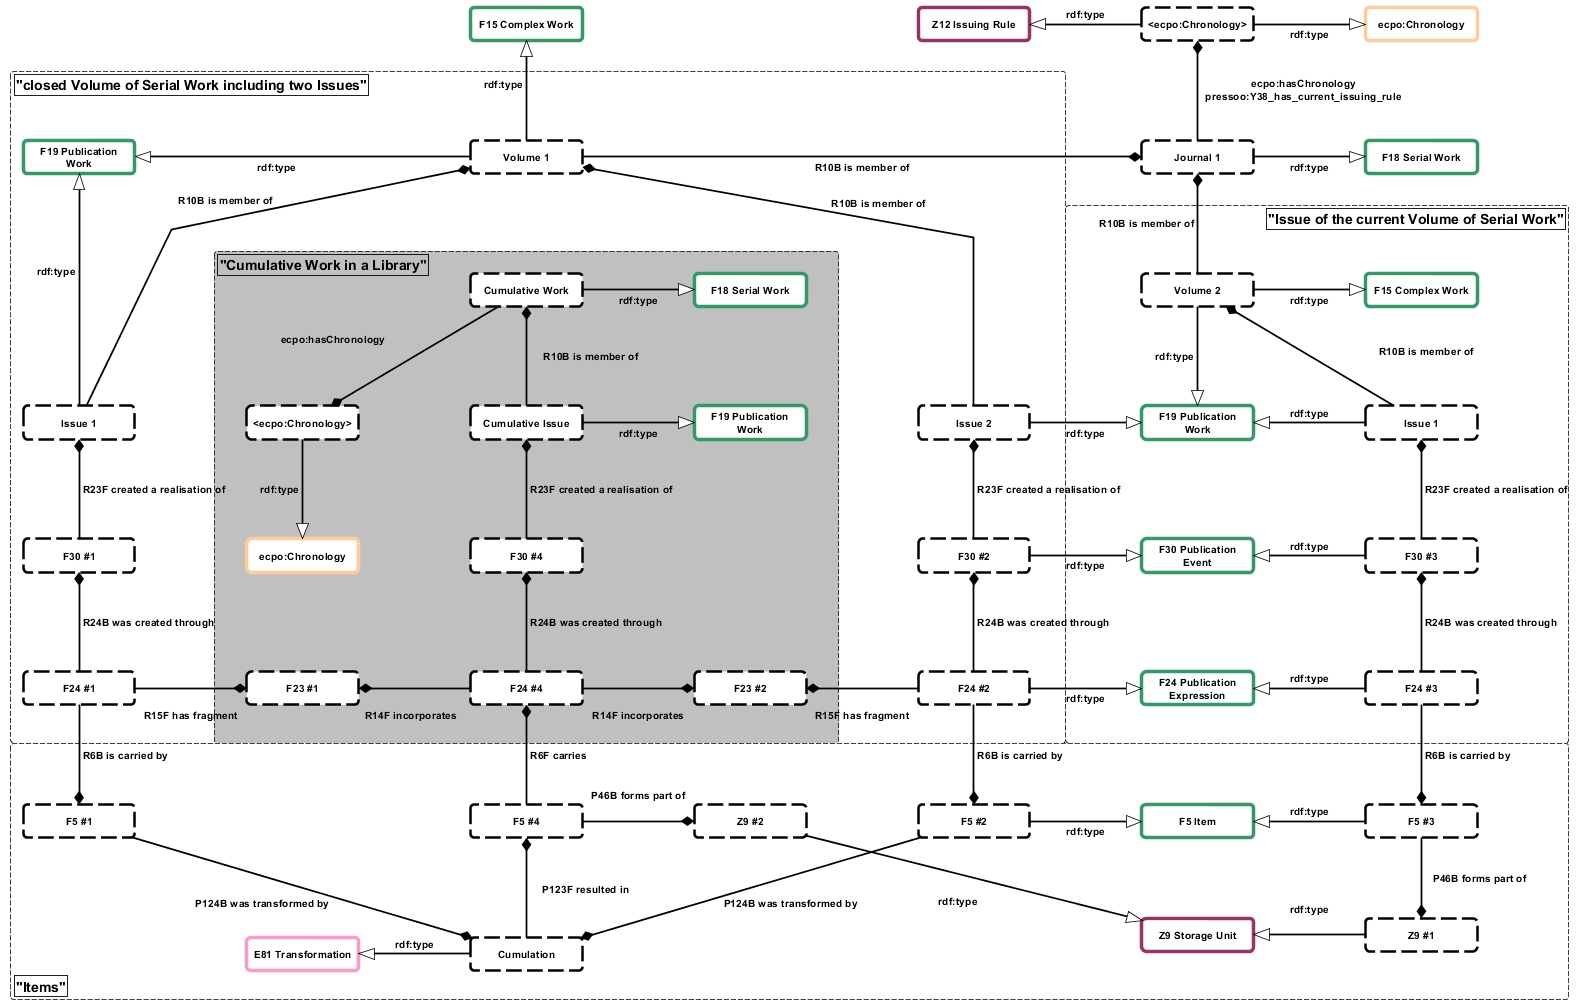 F15 Complex Work
Z12 Issuing Rule
rdf:type
<ecpo:Chronology>
rdf:type
ecpo:Chronology
"closed Volume of Serial Work including two Issues"
rdf:type
ecpo:hasChronology
pressoo:Y38_has_current_issuing_rule
F19 Publication
Work
rdf:type
Volume 1
R10B is member of
Journal 1
rdf:type
F18 Serial Work
R10B is member of
R10B is member of
"Issue of the current Volume of Serial Work"
R10B is member of
rdf:type
"Cumulative Work in a Library"
Cumulative Work
rdf:type
F18 Serial Work
Volume 2
rdf:type
F15 Complex Work
ecpo:hasChronology
R10B is member of
rdf:type
R10B is member of
Issue 1
<ecpo:Chronology>
Cumulative Issue
rdf:type
F19 Publication
Work
Issue 2
rdf:type
F19 Publication
Work
rdf:type
Issue 1
R23F created a realisation of
rdf:type
R23F created a realisation of
R23F created a realisation of
R23F created a realisation of
F30 #1
ecpo:Chronology
F30 #4
F30 #2
rdf:type
F30 Publication
Event
rdf:type
F30 #3
R24B was created through
R24B was created through
R24B was created through
R24B was created through
F24 #1
R15F has fragment
F23 #1
R14F incorporates
F24 #4
R14F incorporates
F23 #2
R15F has fragment
F24 #2
rdf:type
F24 Publication
Expression
rdf:type
F24 #3
R6B is carried by
R6F carries
R6B is carried by
R6B is carried by
F5 #1
F5 #4
P46B forms part of
Z9 #2
F5 #2
rdf:type
F5 Item
rdf:type
F5 #3
P124B was transformed by
P123F resulted in
P124B was transformed by
rdf:type
P46B forms part of
E81 Transformation
rdf:type
Cumulation
Z9 Storage Unit
rdf:type
Z9 #1
"Items"